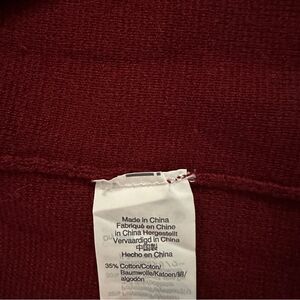 Made in China
Fabriqué en Chine
in China Hergestellt
Vervaardigd in China
中国製
Hecho en China
35% Cotton/Coton/
Baumwolle/Katoen/綿/
algodón